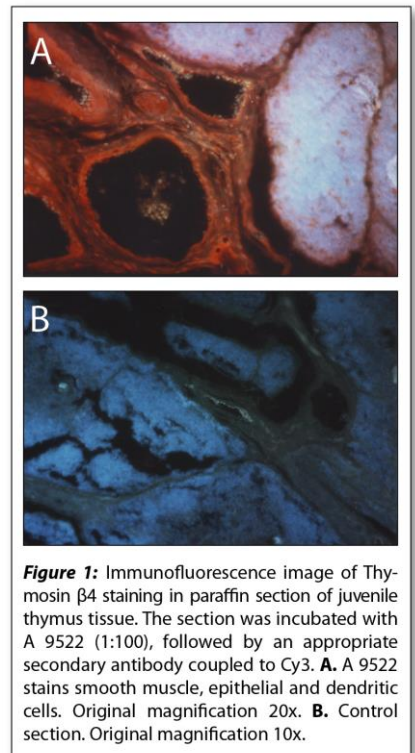 A
B
Figure 1: Immunofluorescence image of Thy-
mosin β4 staining in paraffin section of juvenile
thymus tissue. The section was incubated with
A 9522 (1:100), followed by an appropriate
secondary antibody coupled to Cy3. A. A 9522
stains smooth muscle, epithelial and dendritic
cells. Original magnification 20x. B. Control
section. Original magnification 10x.